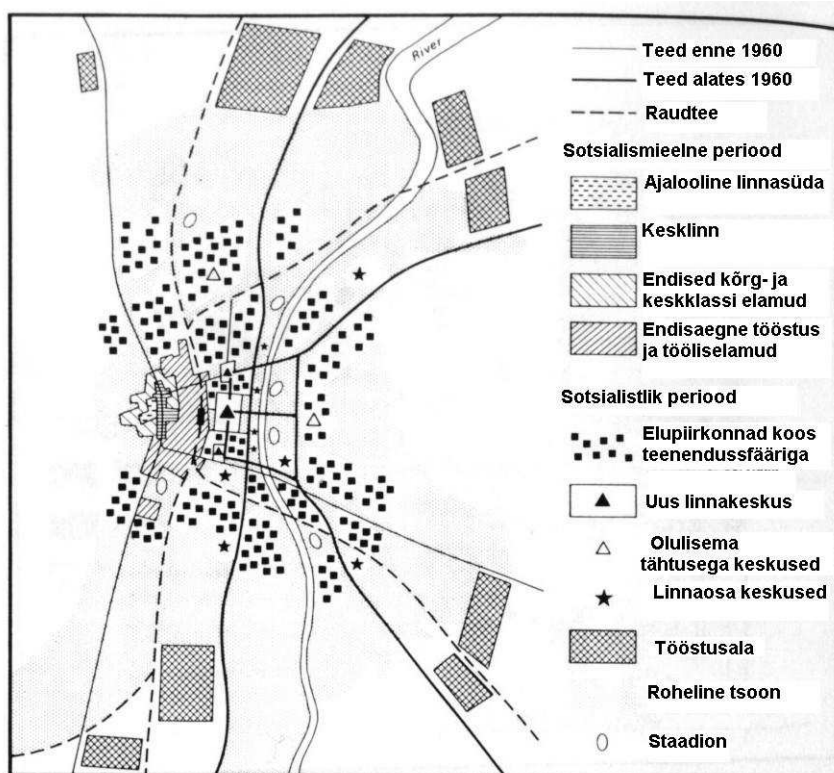 River
Teed enne 1960
Teed alates 1960
Raudtee
Sotsialismieelne periood
Ajalooline linnasüda
Kesklinn
Endised kõrg- ja
keskklassi elamud
Endisaegne tööstus
ja tööliselamud
Sotsialistlik periood
Elupiirkonnad koos
teenendussfääriga
Uus linnakeskus
Olulisema
tähtusega keskused
Linnaosa keskused
Tööstusala
Roheline tsoon
Staadion